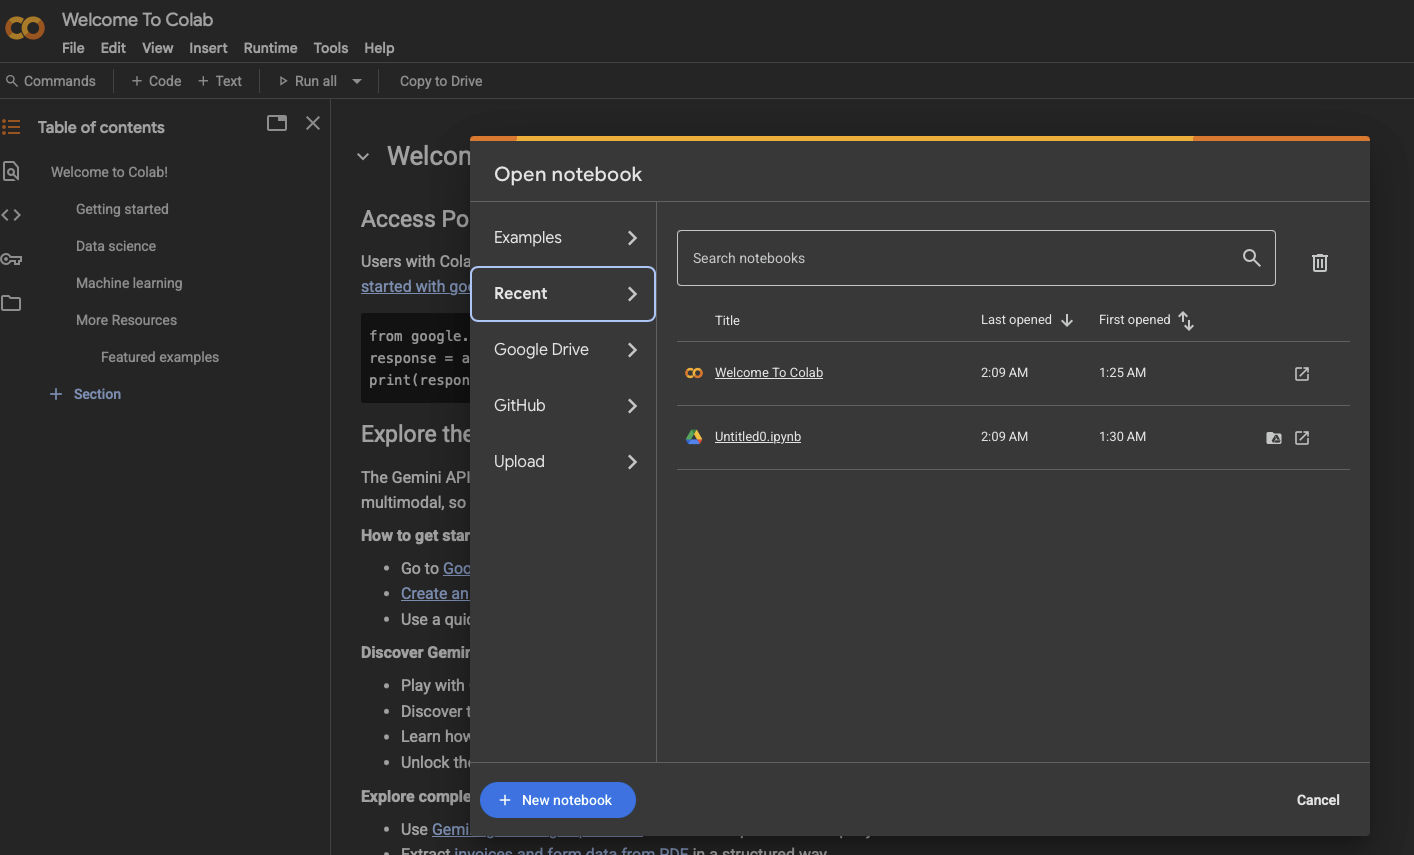 Welcome To Colab
File Edit View Insert Runtime Tools Help
Commands + Code + Text Run all Copy to Drive
Table of contents
Welcome to Colab!
Getting started
Data science
Machine learning
More Resources
Featured examples
+ Section
Welcom
Access Po
Users with Cola
started with goo
from google.
response = a
print(respon
Explore the
The Gemini API
multimodal, so
How to get star
• Go to Goo
• Create an
• Use a quic
Discover Gemin
• Play with
• Discover t
• Learn how
• Unlock the
Explore comple
• Use Gemi
• Extract invoices and form data from PDF in a structured way
Open notebook
Examples
Recent
Google Drive
GitHub
Upload
Search notebooks
Title Last opened First opened
Welcome To Colab 2:09 AM 1:25 AM
Untitled0.ipynb 2:09 AM 1:30 AM
+ New notebook
Cancel